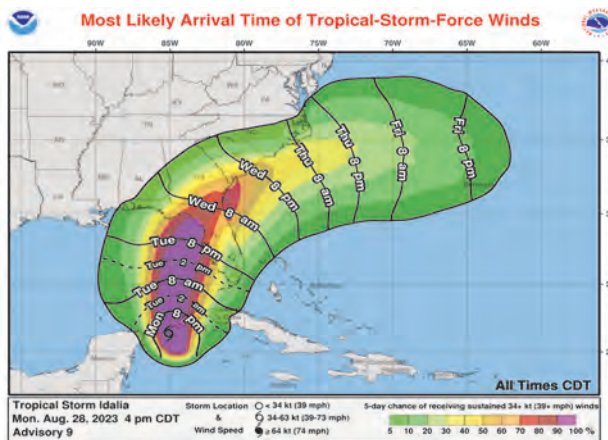 Most Likely Arrival Time of Tropical-Storm-Force Winds
90W 85W 80W 75W 70W 65W 60W
Fri 8 pm
Fri 8 am
Thu 8 pm
Thu 8 am
Wed 8 pm
Wed 8 am
Tue 8 pm
Tue 2 pm
Tue 8 am
Tue 2 am
Mon 8 pm
All Times CDT
Tropical Storm Idalia
Mon. Aug. 28, 2023 4 pm CDT
Advisory 9
Storm Location
&
Wind Speed
< 34 kt (39 mph)
34-63 kt (39-73 mph)
≥ 64 kt (74 mph)
5-day chance of receiving sustained 34+ kt (39+ mph) winds
5 10 20 30 40 50 60 70 80 90 100 %